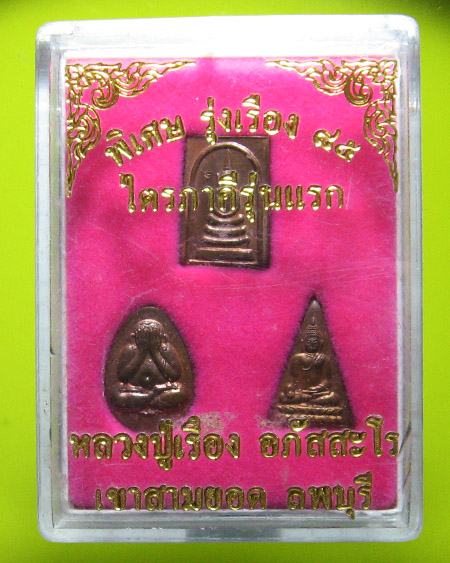 พิเศษ รุ่งเรือง ๙๕
ไตรภาคีรุ่นแรก
หลวงปู่เรือง อภัสสะโร
เขาสามยอด ลพบุรี